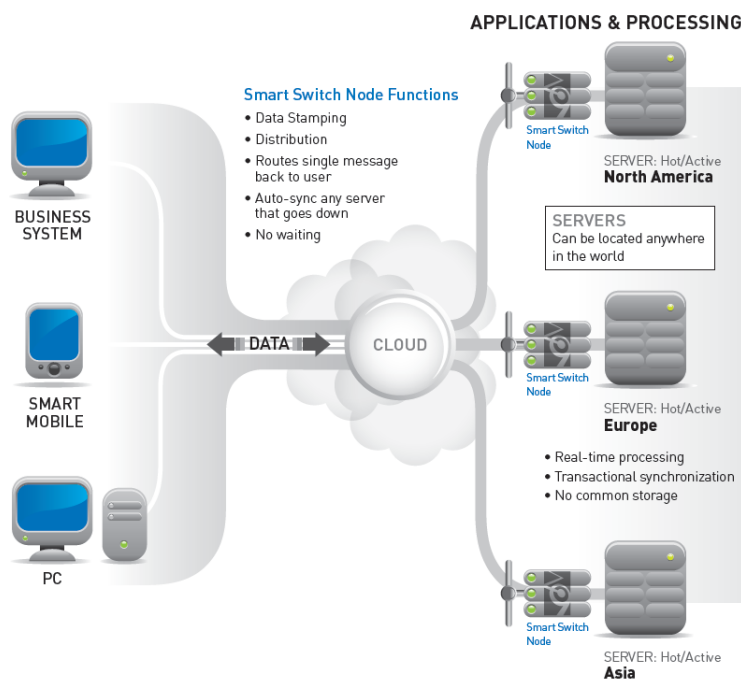 APPLICATIONS & PROCESSING
Smart Switch Node Functions
• Data Stamping
• Distribution
• Routes single message
back to user
• Auto-sync any server
that goes down
• No waiting
BUSINESS
SYSTEM
SMART
MOBILE
PC
DATA
CLOUD
Smart Switch
Node
SERVER: Hot/Active
North America
SERVERS
Can be located anywhere
in the world
Smart Switch
Node
SERVER: Hot/Active
Europe
• Real-time processing
• Transactional synchronization
• No common storage
Smart Switch
Node
SERVER: Hot/Active
Asia